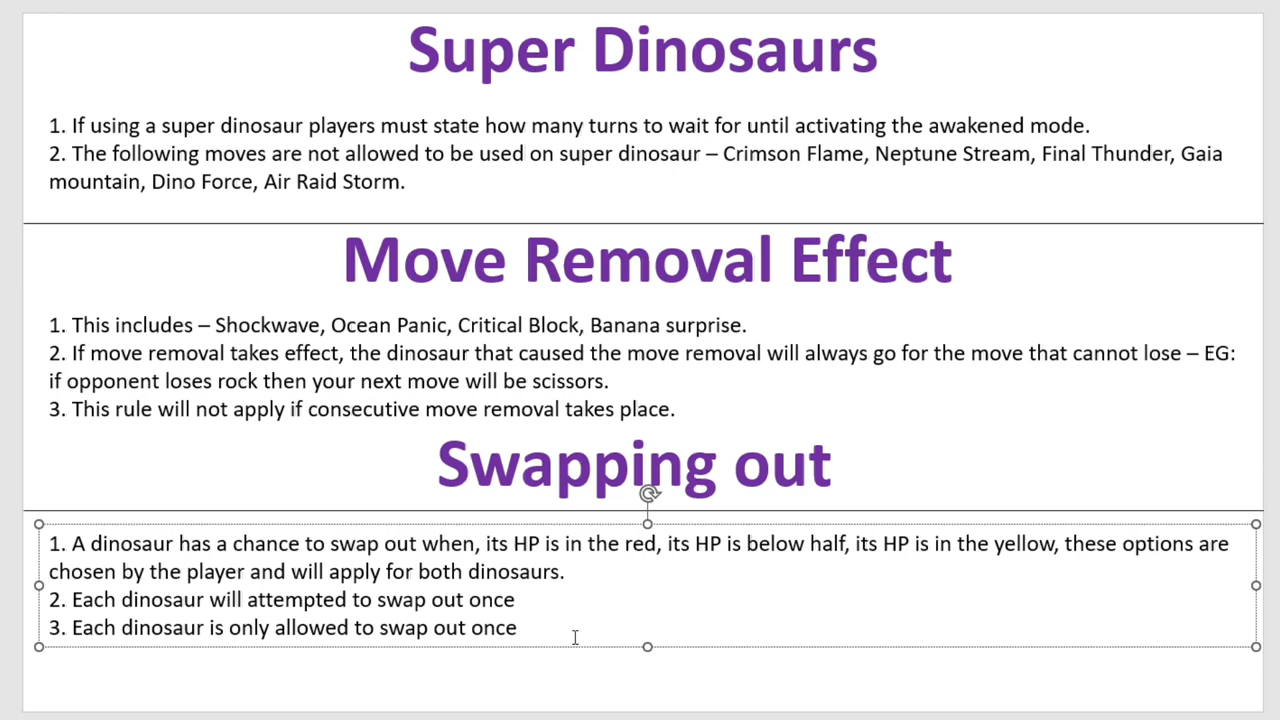 Super Dinosaurs
1. If using a super dinosaur players must state how many turns to wait for until activating the awakened mode.
2. The following moves are not allowed to be used on super dinosaur – Crimson Flame, Neptune Stream, Final Thunder, Gaia
mountain, Dino Force, Air Raid Storm.
Move Removal Effect
1. This includes – Shockwave, Ocean Panic, Critical Block, Banana surprise.
2. If move removal takes effect, the dinosaur that caused the move removal will always go for the move that cannot lose – EG:
if opponent loses rock then your next move will be scissors.
3. This rule will not apply if consecutive move removal takes place.
Swapping out
1. A dinosaur has a chance to swap out when, its HP is in the red, its HP is below half, its HP is in the yellow, these options are
chosen by the player and will apply for both dinosaurs.
2. Each dinosaur will attempted to swap out once
3. Each dinosaur is only allowed to swap out once